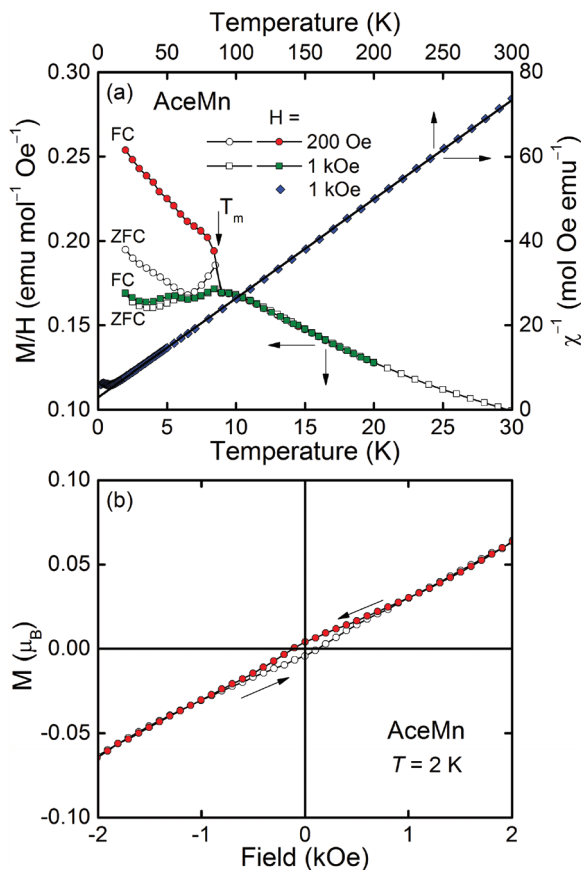 Temperature (K)
0 50 100 150 200 250 300
(a) AceMn
H =
200 Oe
1 kOe
1 kOe
FC
ZFC
FC
ZFC
Tₘ
0.30
0.25
0.20
0.15
0.10
M/H (emu mol⁻¹ Oe⁻¹)
80
60
40
20
0
χ⁻¹ (mol Oe emu⁻¹)
0 5 10 15 20 25 30
Temperature (K)
(b)
0.10
0.05
0.00
-0.05
-0.10
M (μ_B)
AceMn
T = 2 K
-2 -1 0 1 2
Field (kOe)